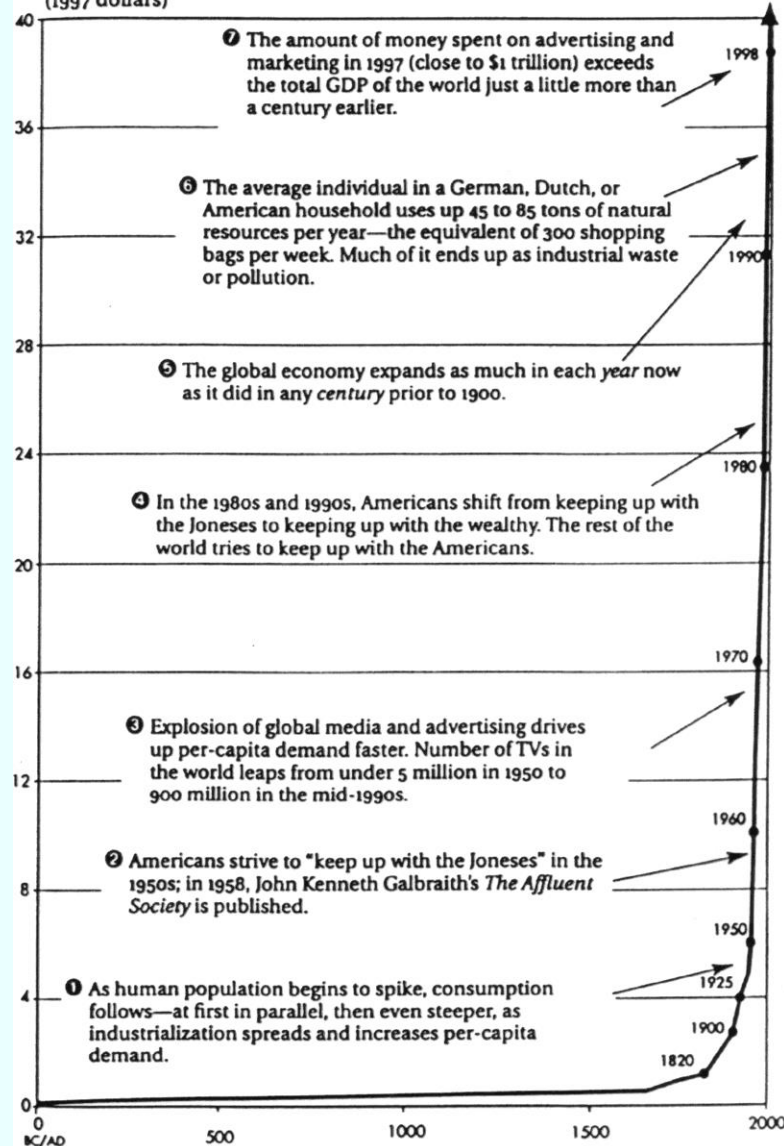 (1997 dollars)
40
❼ The amount of money spent on advertising and
marketing in 1997 (close to $1 trillion) exceeds
the total GDP of the world just a little more than
a century earlier.
1998
36
❻ The average individual in a German, Dutch, or
American household uses up 45 to 85 tons of natural
resources per year—the equivalent of 300 shopping
bags per week. Much of it ends up as industrial waste
or pollution.
32
1990
28
❺ The global economy expands as much in each year now
as it did in any century prior to 1900.
24
1980
❹ In the 1980s and 1990s, Americans shift from keeping up with
the Joneses to keeping up with the wealthy. The rest of the
world tries to keep up with the Americans.
20
1970
16
❸ Explosion of global media and advertising drives
up per-capita demand faster. Number of TVs in
the world leaps from under 5 million in 1950 to
900 million in the mid-1990s.
12
1960
❷ Americans strive to "keep up with the Joneses" in the
1950s; in 1958, John Kenneth Galbraith's The Affluent
Society is published.
8
1950
1925
❶ As human population begins to spike, consumption
follows—at first in parallel, then even steeper, as
industrialization spreads and increases per-capita
demand.
4
1900
1820
0
0 500 1000 1500 2000
BC/AD